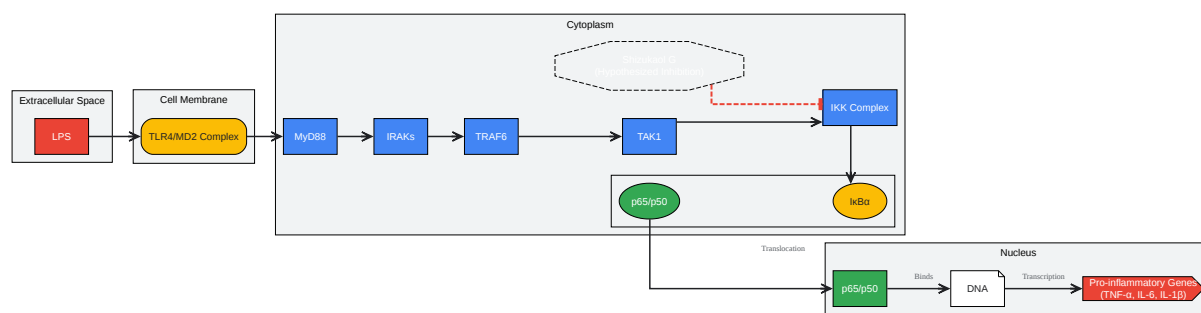 Cytoplasm
Extracellular Space
Cell Membrane
LPS
TLR4/MD2 Complex
MyD88
IRAKs
TRAF6
TAK1
IKK Complex
p65/p50
IκBα
Translocation
Nucleus
p65/p50
Binds
DNA
Transcription
Pro-inflammatory Genes
(TNF-α, IL-6, IL-1β)